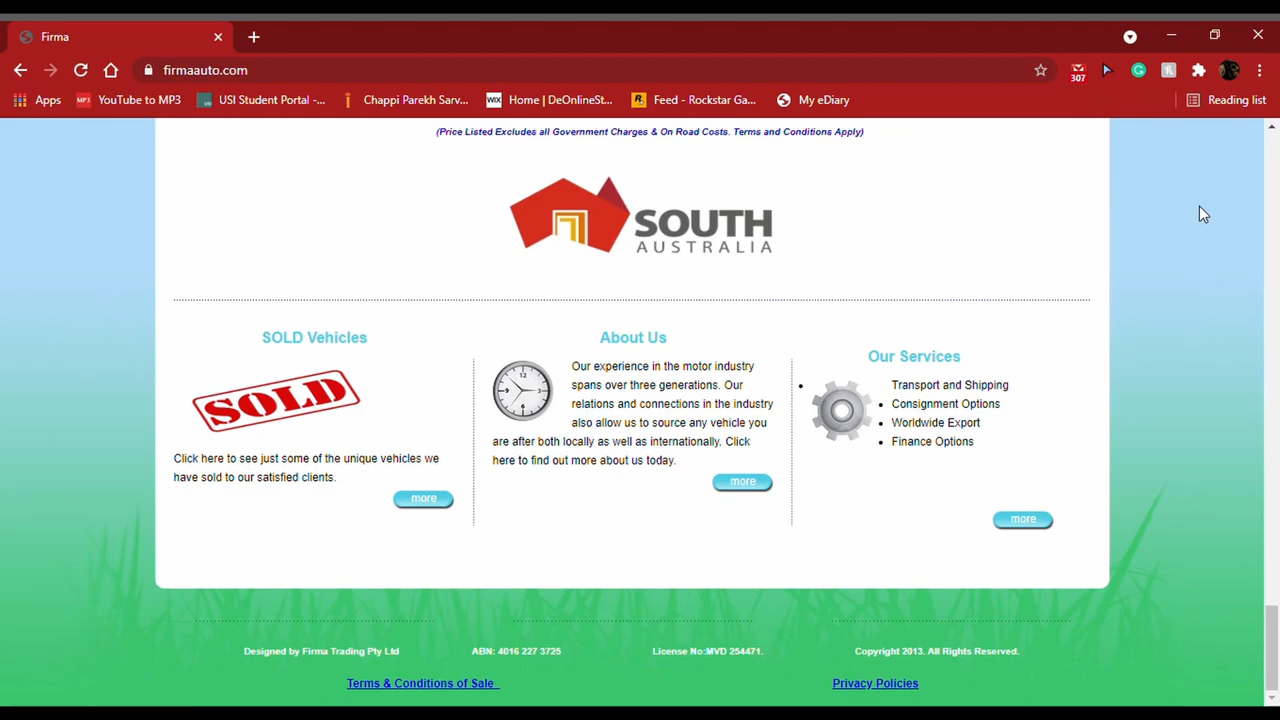 Firma
firmaauto.com
307
Apps
YouTube to MP3
USI Student Portal -...
Chappi Parekh Sarv...
WIX
Home | DeOnlineSt...
Feed - Rockstar Ga...
My eDiary
Reading list
(Price Listed Excludes all Government Charges & On Road Costs. Terms and Conditions Apply)
SOUTH
AUSTRALIA
SOLD Vehicles
SOLD
Click here to see just some of the unique vehicles we
have sold to our satisfied clients.
more
About Us
12
9
3
6
Our experience in the motor industry
spans over three generations. Our
relations and connections in the industry
also allow us to source any vehicle you
are after both locally as well as internationally. Click
here to find out more about us today.
more
Our Services
Transport and Shipping
Consignment Options
Worldwide Export
Finance Options
more
Designed by Firma Trading Pty Ltd
ABN: 4016 227 3725
License No:MVD 254471.
Copyright 2013. All Rights Reserved.
Terms & Conditions of Sale
Privacy Policies